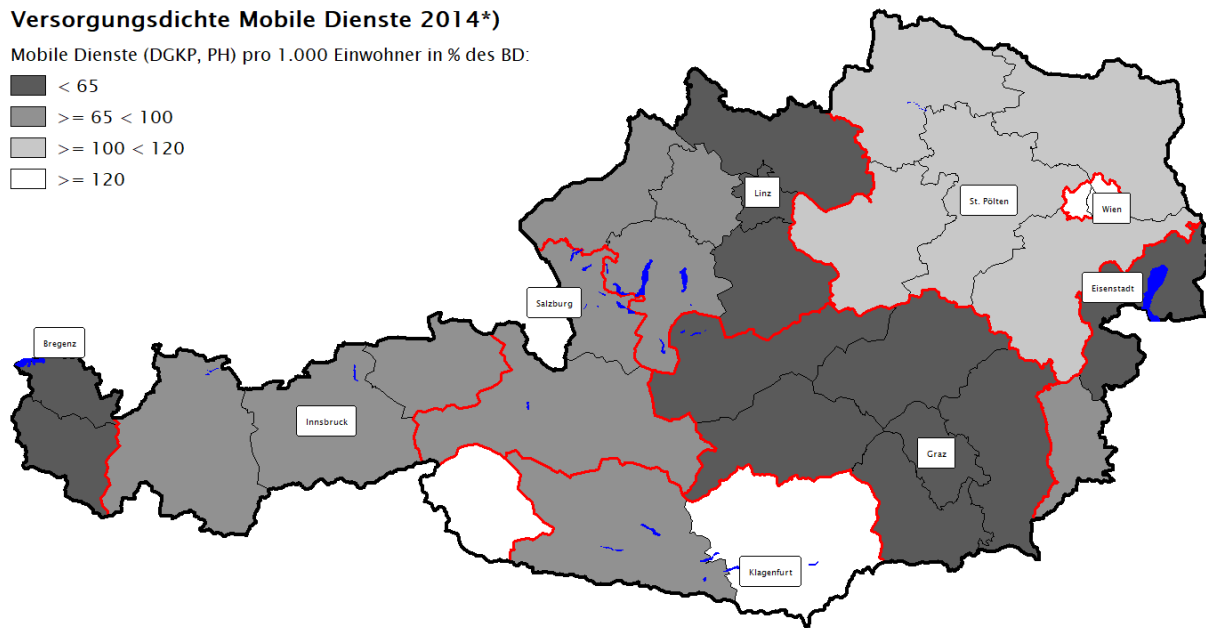 Versorgungsdichte Mobile Dienste 2014*)
Mobile Dienste (DGKP, PH) pro 1.000 Einwohner in % des BD:
< 65
>= 65 < 100
>= 100 < 120
>= 120
Linz
St. Pölten
Wien
Eisenstadt
Salzburg
Bregenz
Innsbruck
Graz
Klagenfurt